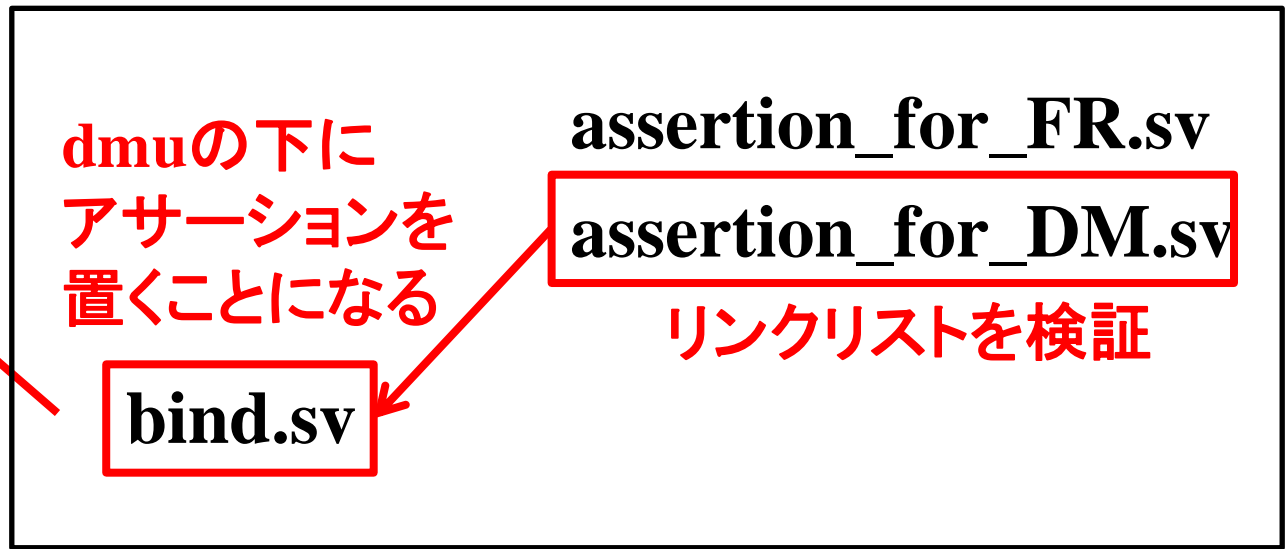 dmuの下に
アサーションを
置くことになる
bind.sv
assertion_for_FR.sv
assertion_for_DM.sv
リンクリストを検証